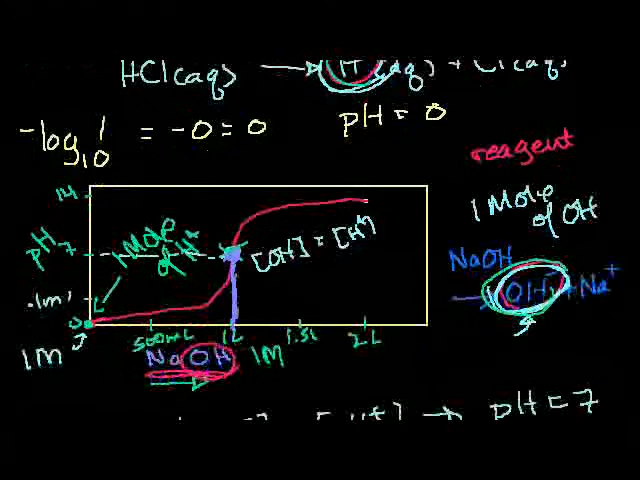 HCl(aq) → H (aq) + Cl(aq)
-log₁₀ 1 = -0 = 0
pH = 0
reagent
1 Mole of OH
14
pH
7
1 Mole of H⁺
[OH] = [H⁺]
NaOH
OH⁻ + Na⁺
0
1M
500mL
1L
1.5L
2L
NaOH
1M
→ pH = 7